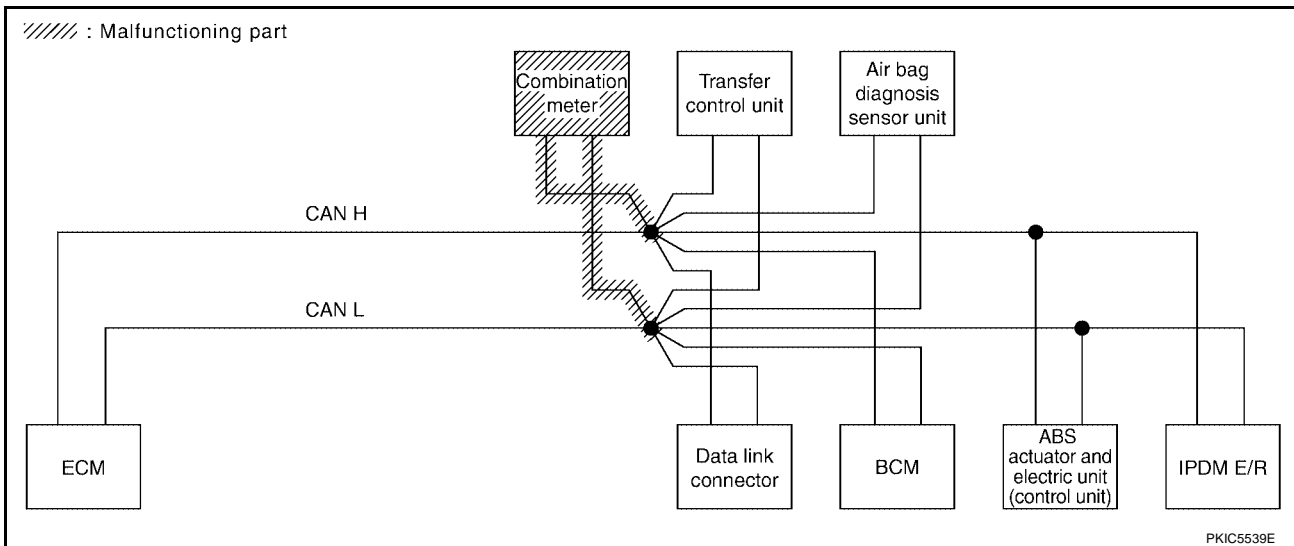 : Malfunctioning part
Combination
meter
Transfer
control unit
Air bag
diagnosis
sensor unit
CAN H
CAN L
ECM
Data link
connector
BCM
ABS
actuator and
electric unit
(control unit)
IPDM E/R
PKIC5539E